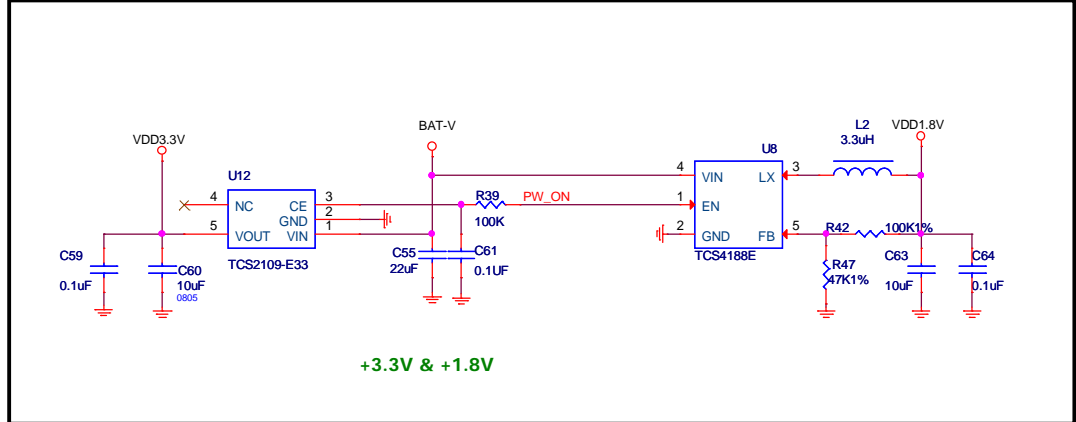 BAT-V
L2
VDD1.8V
3.3uH
VDD3.3V
U8
U12
4
VIN
LX
3
4
NC
CE
3
R39
PW_ON
1
EN
GND
2
100K
5
VOUT
VIN
1
2
GND
FB
5
R42
100K1%
TCS2109-E33
TCS4188E
C59
C60
C55
C61
R47
C63
C64
0.1uF
10uF
0805
22uF
0.1UF
47K1%
10uF
0.1uF
+3.3V & +1.8V